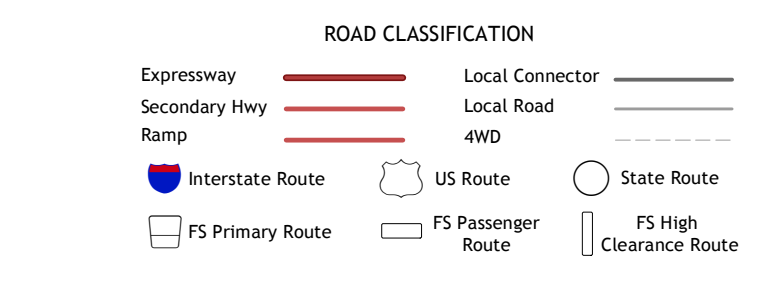 ROAD CLASSIFICATION
Expressway
Local Connector
Secondary Hwy
Local Road
Ramp
4WD
Interstate Route
US Route
State Route
FS Primary Route
FS Passenger
Route
FS High
Clearance Route